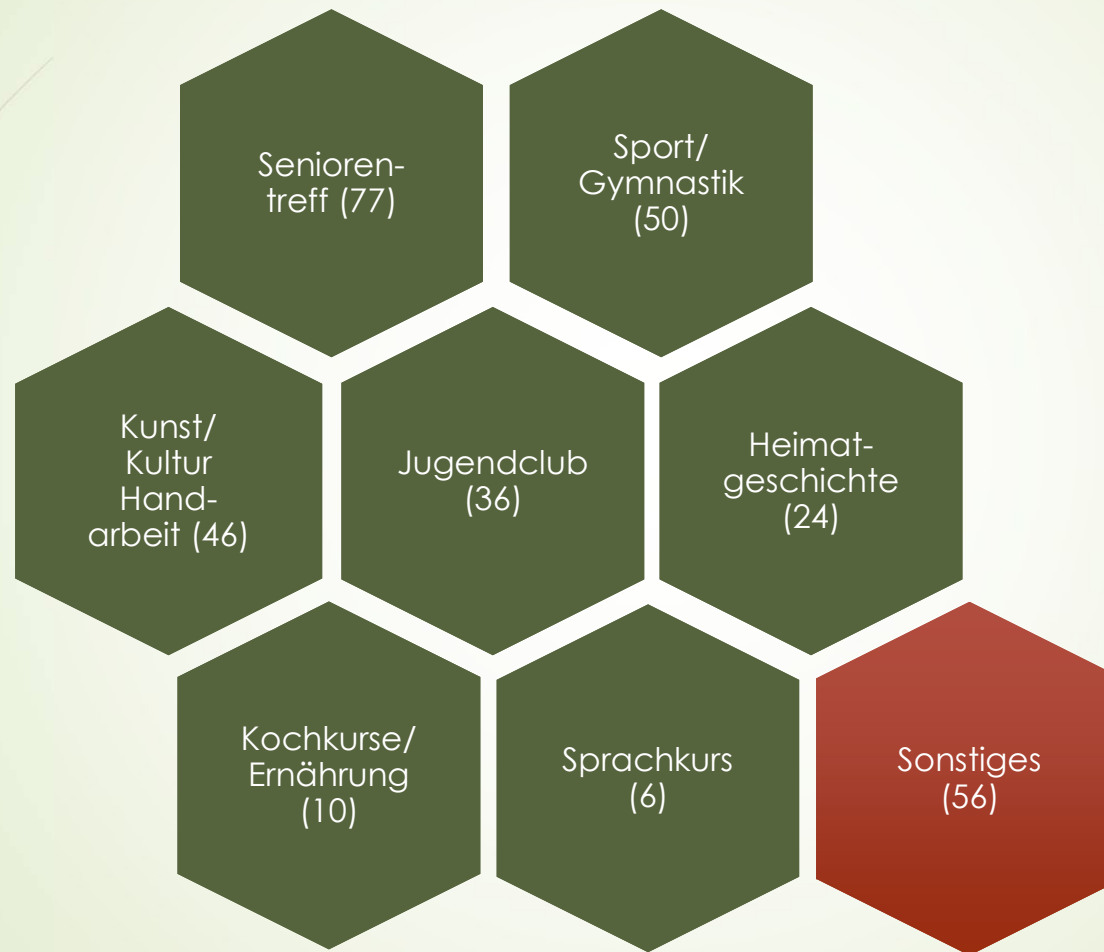 Senioren-
treff (77)
Sport/
Gymnastik
(50)
Kunst/
Kultur
Hand-
arbeit (46)
Jugendclub
(36)
Heimat-
geschichte
(24)
Kochkurse/
Ernährung
(10)
Sprachkurs
(6)
Sonstiges
(56)